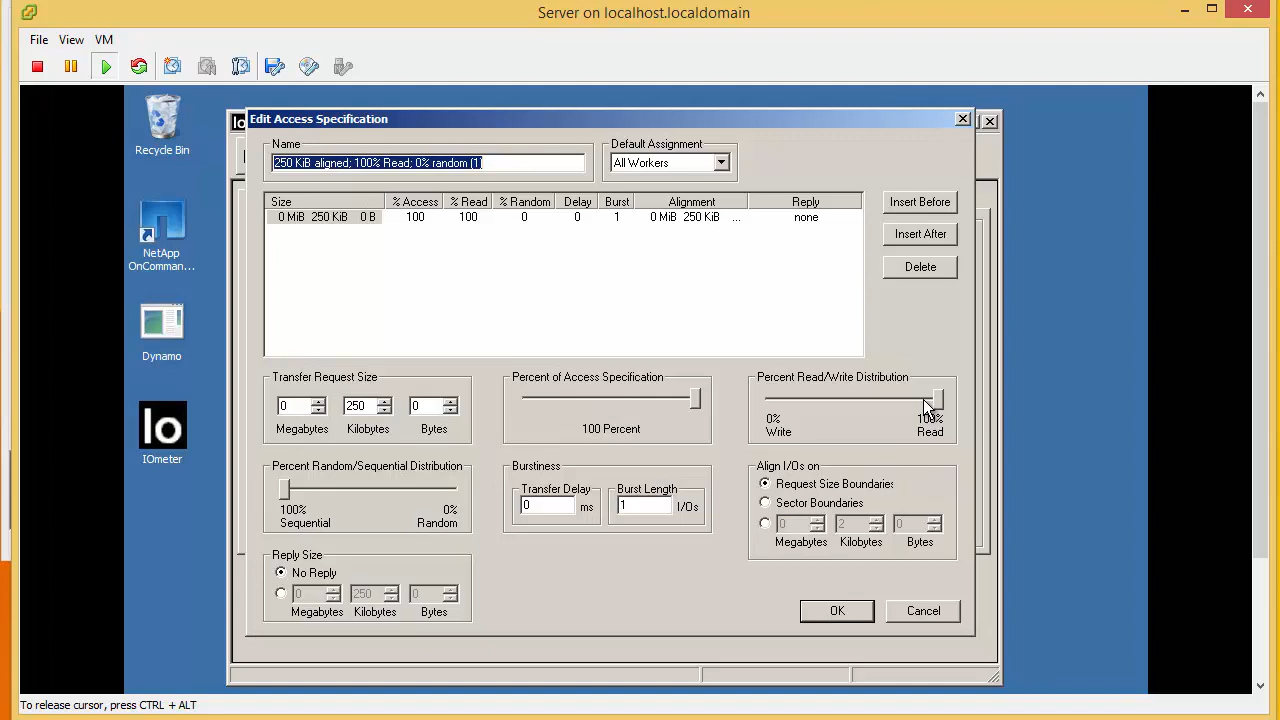 Server on localhost.localdomain
File View VM
Recycle Bin
NetApp
OnComman...
Dynamo
Io
IOmeter
Io
Edit Access Specification
Name
250 KiB aligned; 100% Read; 0% random (1)
Default Assignment
All Workers
Size % Access % Read % Random Delay Burst Alignment Reply
0 MiB 250 KiB 0 B 100 100 0 0 1 0 MiB 250 KiB ... none
Insert Before
Insert After
Delete
Transfer Request Size
0 250 0
Megabytes Kilobytes Bytes
Percent of Access Specification
100 Percent
Percent Read/Write Distribution
0% 100%
Write Read
Percent Random/Sequential Distribution
100% 0%
Sequential Random
Burstiness
Transfer Delay
0 ms
Burst Length
1 I/Os
Align I/Os on
Request Size Boundaries
Sector Boundaries
0 2 0
Megabytes Kilobytes Bytes
Reply Size
No Reply
0 250 0
Megabytes Kilobytes Bytes
OK Cancel
To release cursor, press CTRL + ALT